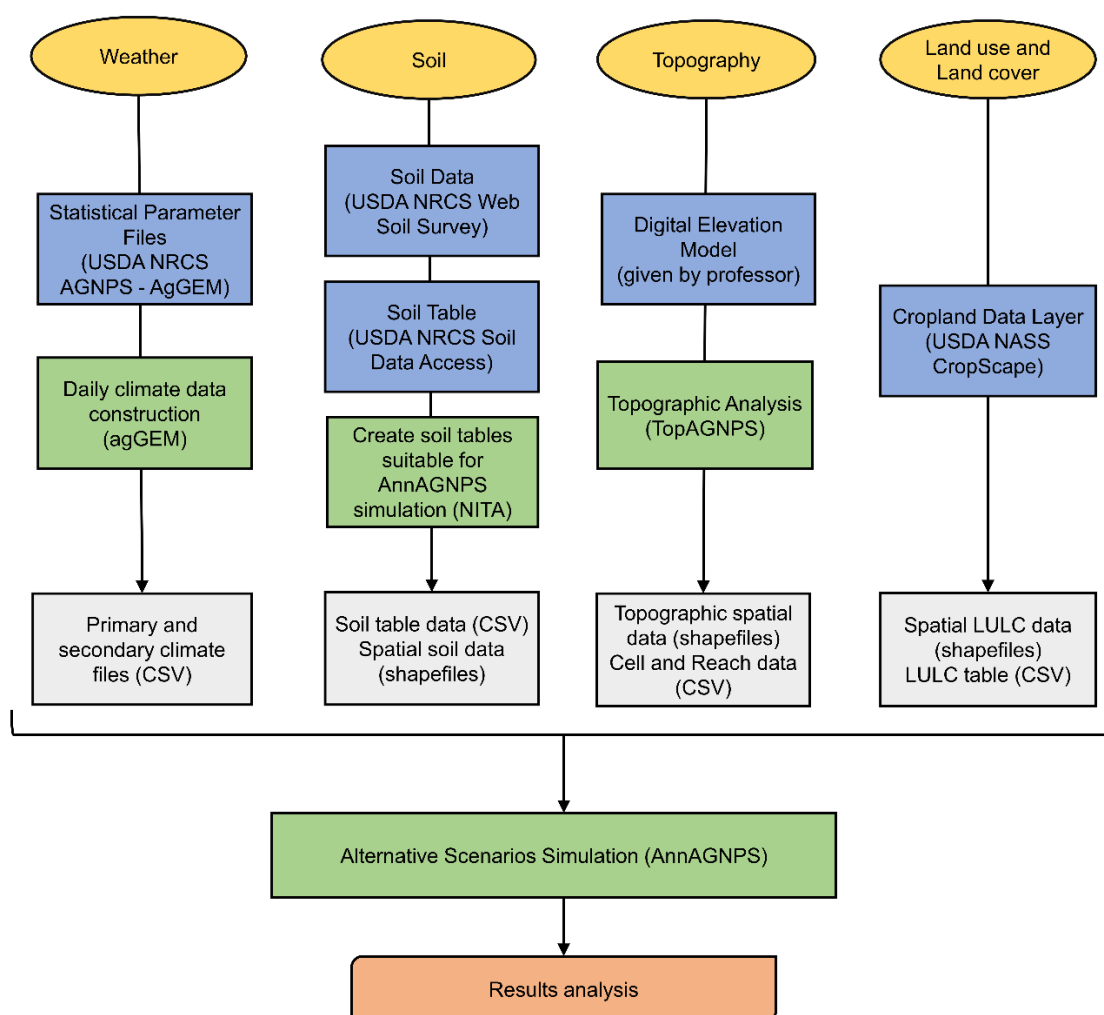 Weather
Soil
Topography
Land use and
Land cover
Statistical Parameter
Files
(USDA NRCS
AGNPS - AgGEM)
Soil Data
(USDA NRCS Web
Soil Survey)
Digital Elevation
Model
(given by professor)
Cropland Data Layer
(USDA NASS
CropScape)
Soil Table
(USDA NRCS Soil
Data Access)
Daily climate data
construction
(agGEM)
Create soil tables
suitable for
AnnAGNPS
simulation (NITA)
Topographic Analysis
(TopAGNPS)
Primary and
secondary climate
files (CSV)
Soil table data (CSV)
Spatial soil data
(shapefiles)
Topographic spatial
data (shapefiles)
Cell and Reach data
(CSV)
Spatial LULC data
(shapefiles)
LULC table (CSV)
Alternative Scenarios Simulation (AnnAGNPS)
Results analysis